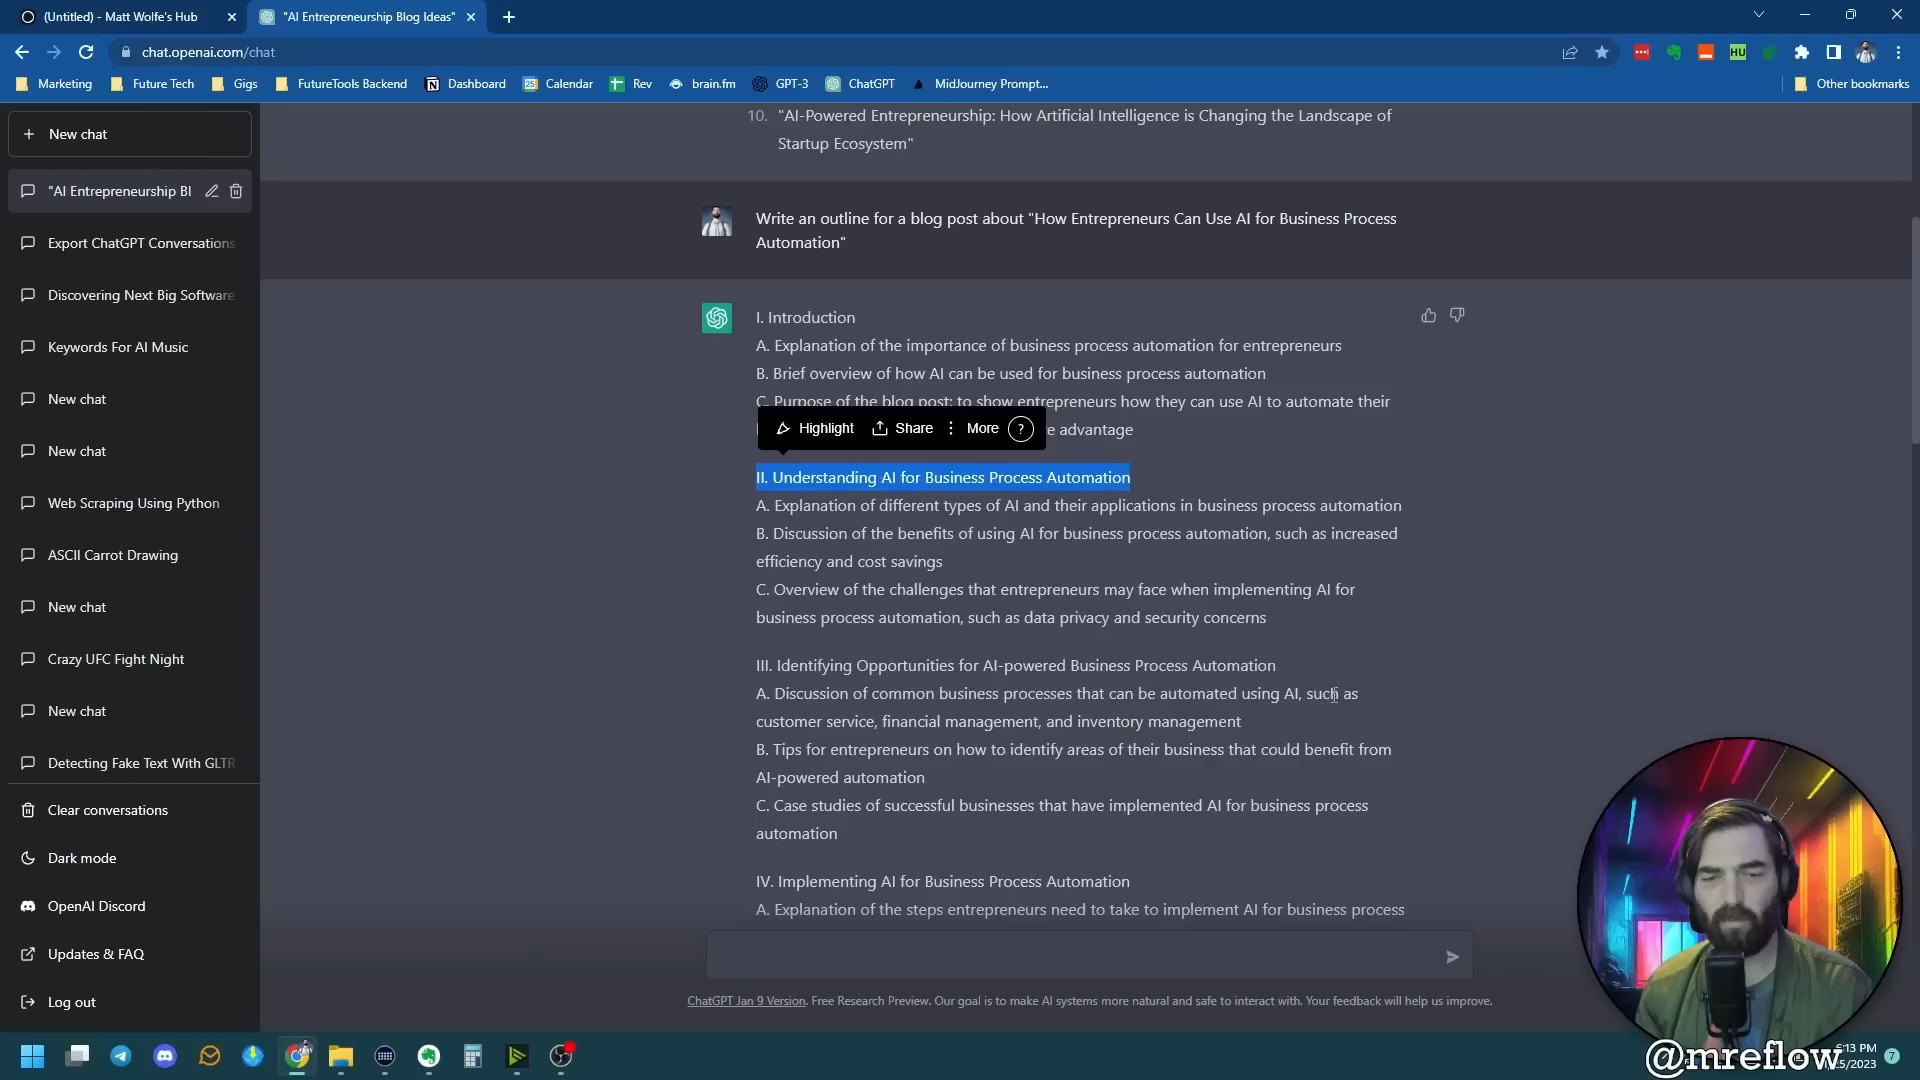 (Untitled) - Matt Wolfe's Hub
"AI Entrepreneurship Blog Ideas"
chat.openai.com/chat
HU
Marketing
Future Tech
Gigs
FutureTools Backend
Dashboard
Calendar
Rev
brain.fm
GPT-3
ChatGPT
MidJourney Prompt...
Other bookmarks
New chat
"AI Entrepreneurship Bl
Export ChatGPT Conversations
Discovering Next Big Software
Keywords For AI Music
New chat
New chat
Web Scraping Using Python
ASCII Carrot Drawing
New chat
Crazy UFC Fight Night
New chat
Detecting Fake Text With GLTR
Clear conversations
Dark mode
OpenAI Discord
Updates & FAQ
Log out
10. "AI-Powered Entrepreneurship: How Artificial Intelligence is Changing the Landscape of
Startup Ecosystem"
Write an outline for a blog post about "How Entrepreneurs Can Use AI for Business Process
Automation"
I. Introduction
A. Explanation of the importance of business process automation for entrepreneurs
B. Brief overview of how AI can be used for business process automation
C. Purpose of the blog post: to show entrepreneurs how they can use AI to automate their
Highlight Share More ?
e advantage
II. Understanding AI for Business Process Automation
A. Explanation of different types of AI and their applications in business process automation
B. Discussion of the benefits of using AI for business process automation, such as increased
efficiency and cost savings
C. Overview of the challenges that entrepreneurs may face when implementing AI for
business process automation, such as data privacy and security concerns
III. Identifying Opportunities for AI-powered Business Process Automation
A. Discussion of common business processes that can be automated using AI, such as
customer service, financial management, and inventory management
B. Tips for entrepreneurs on how to identify areas of their business that could benefit from
AI-powered automation
C. Case studies of successful businesses that have implemented AI for business process
automation
IV. Implementing AI for Business Process Automation
A. Explanation of the steps entrepreneurs need to take to implement AI for business process
ChatGPT Jan 9 Version. Free Research Preview. Our goal is to make AI systems more natural and safe to interact with. Your feedback will help us improve.
@mreflow
:13 PM
5/2023
7